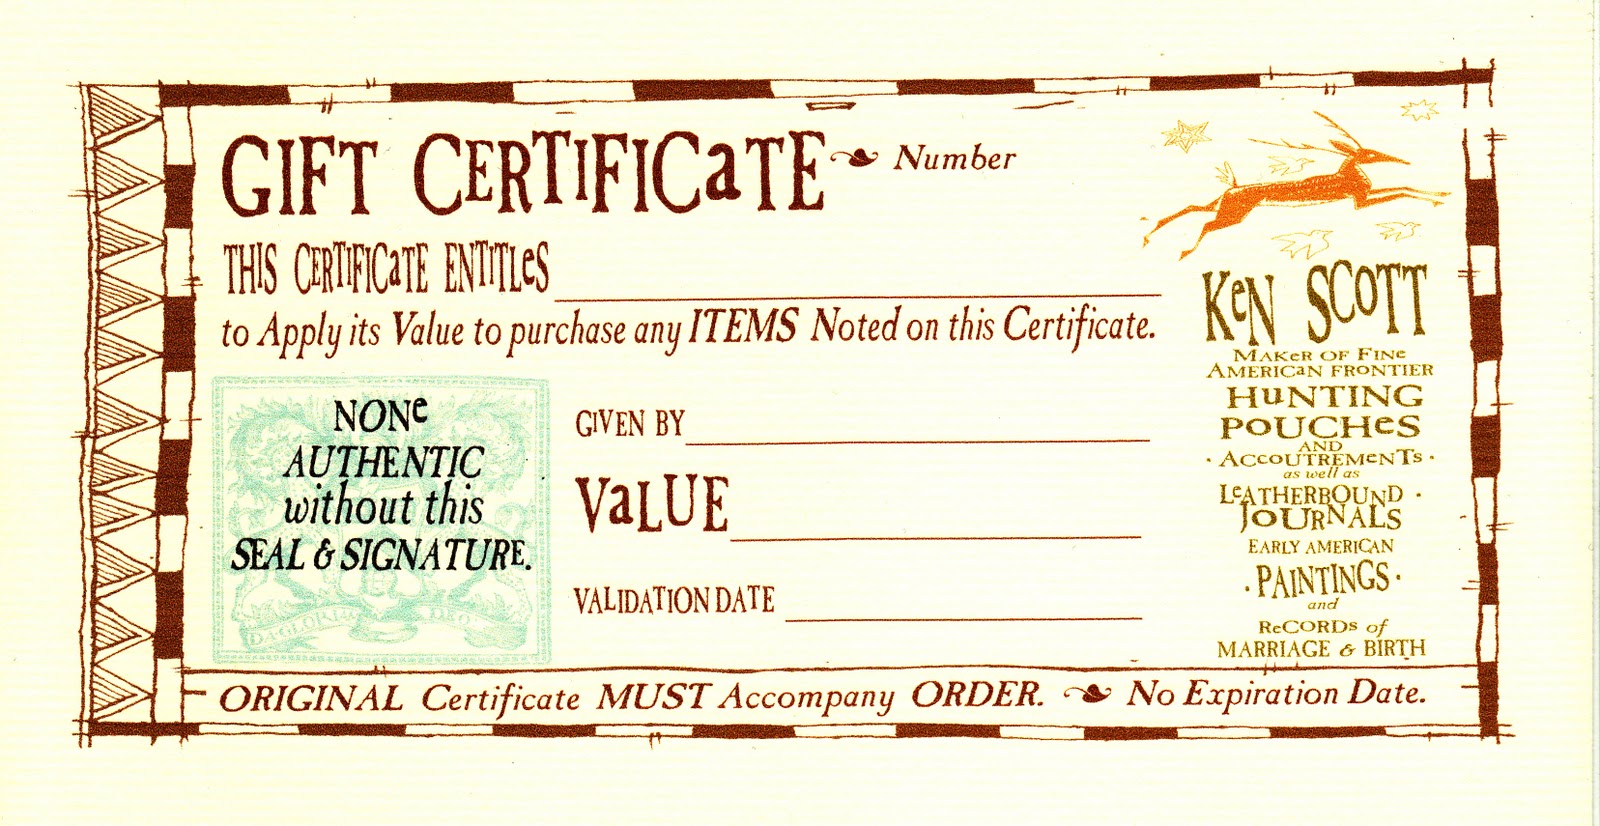 GIFT CERTIFICaTE Number
THIS CERTIFICaTE ENTITLeS
to Apply its Value to purchase any ITEMS Noted on this Certificate.
NONe
AUTHENTIC
without this
SEAL & SIGNATURE.
GIVEN BY
VaLUE
VALIDATION DATE
KeN SCOTT
MAKeR OF FINe
AMERICaN FRONTIER
HuNTING
POUCHeS
AND
· ACCOUTREMeNTS ·
as well as
LeATHERBOUND ·
JOURNALS
EARLY AMERICAN
· PAINTINGS ·
and
ReCORDS of
MARRIAGE & BIRTH
ORIGINAL Certificate MUST Accompany ORDER. No Expiration Date.